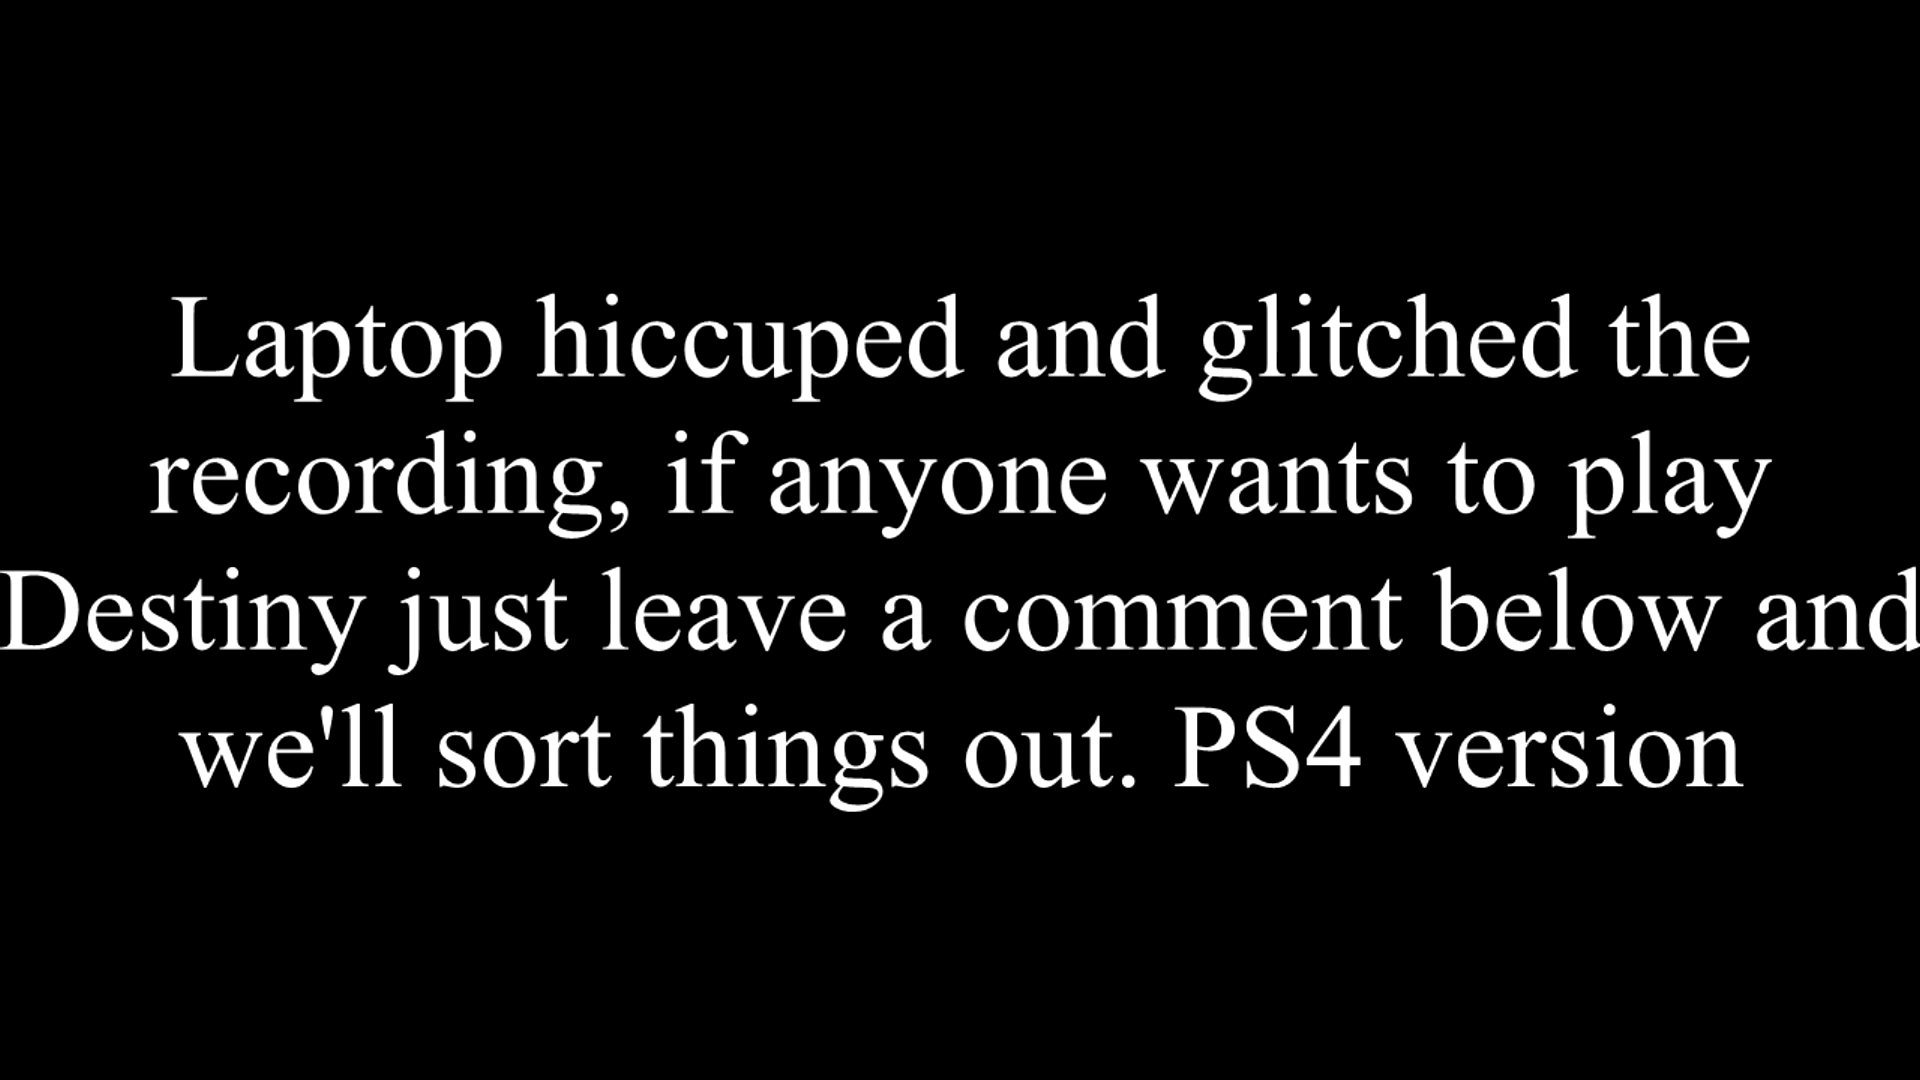 Laptop hiccuped and glitched the
recording, if anyone wants to play
Destiny just leave a comment below and
we'll sort things out. PS4 version